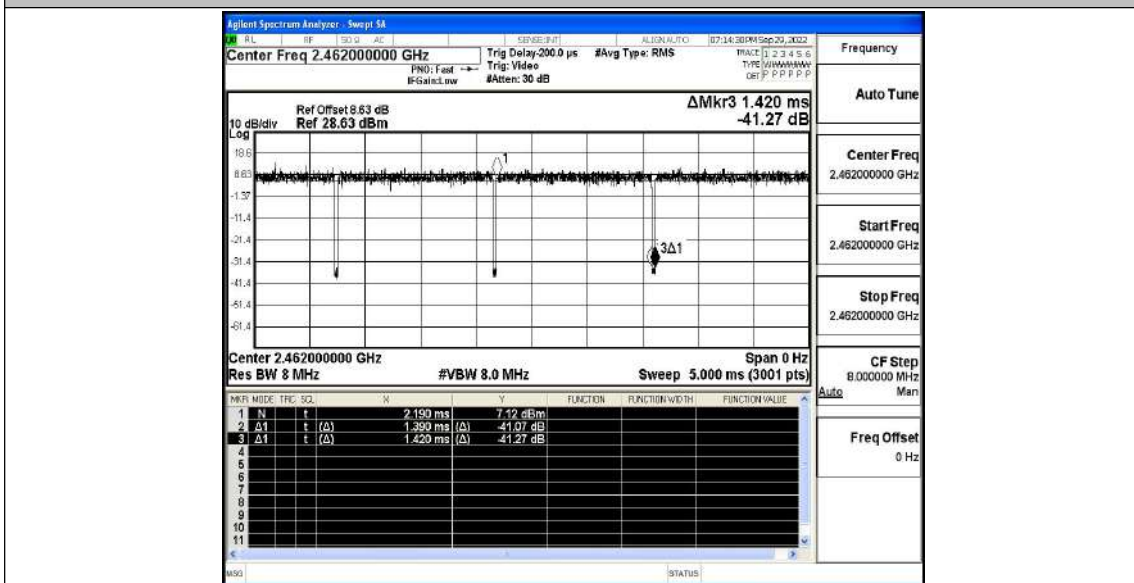 Agilent Spectrum Analyzer - Swept SA
RL RF 50 Ω AC SENSE:INT ALIGNAUTO 07:14:30PM Sep 29, 2022
Center Freq 2.462000000 GHz
Trig Delay-200.0 µs #Avg Type: RMS
TRACE 1 2 3 4 5 6
PNO: Fast Trig: Video
TYPE
IFGain:Low #Atten: 30 dB
DET P P P P P P
Ref Offset 8.63 dB
ΔMkr3 1.420 ms
10 dB/div Ref 28.63 dBm
-41.27 dB
Log
18.6
1
8.63
-1.37
-11.4
-21.4
3Δ1
-31.4
-41.4
-51.4
-61.4
Center 2.462000000 GHz Span 0 Hz
Res BW 8 MHz #VBW 8.0 MHz Sweep 5.000 ms (3001 pts)
MKR MODE TRC SCL X Y FUNCTION FUNCTION WIDTH FUNCTION VALUE
1 N t 2.190 ms 7.12 dBm
2 Δ1 t (Δ) 1.390 ms (Δ) -41.07 dB
3 Δ1 t (Δ) 1.420 ms (Δ) -41.27 dB
4
5
6
7
8
9
10
11
MSG STATUS
Frequency
Auto Tune
Center Freq
2.462000000 GHz
Start Freq
2.462000000 GHz
Stop Freq
2.462000000 GHz
CF Step
8.000000 MHz
Auto Man
Freq Offset
0 Hz